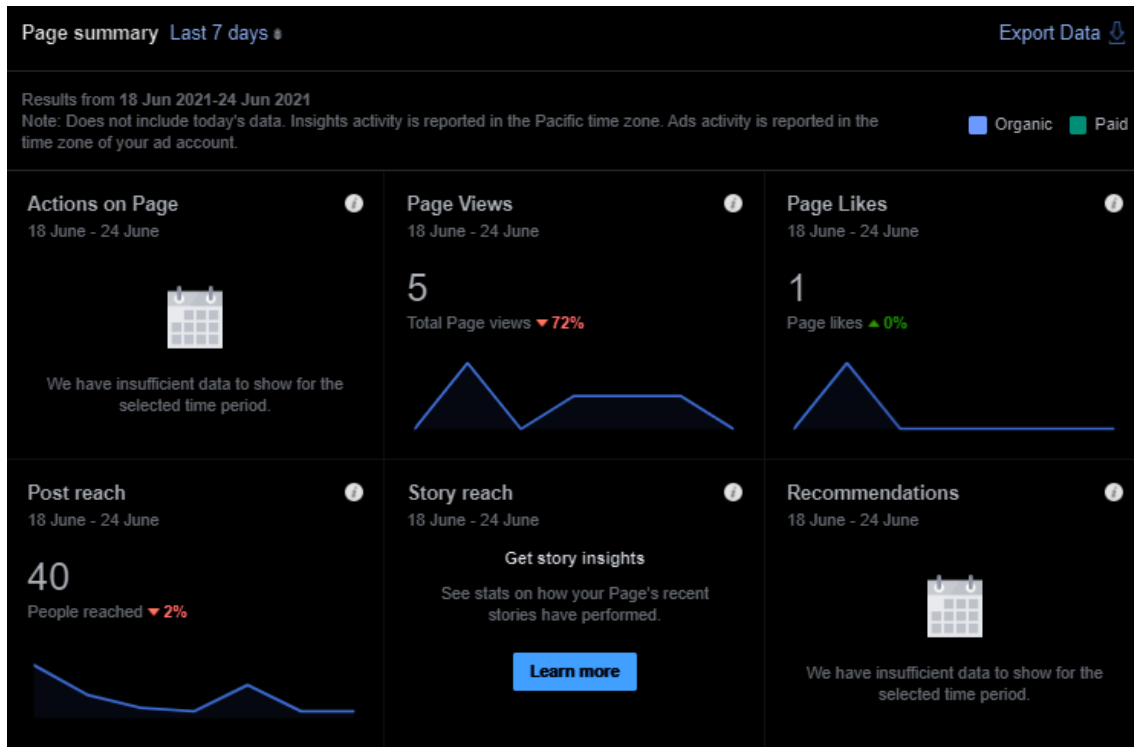 Page summary Last 7 days
Export Data
Results from 18 Jun 2021-24 Jun 2021
Note: Does not include today's data. Insights activity is reported in the Pacific time zone. Ads activity is reported in the
time zone of your ad account.
Organic Paid
Actions on Page
18 June - 24 June
We have insufficient data to show for the
selected time period.
Page Views
18 June - 24 June
5
Total Page views ▼ 72%
Page Likes
18 June - 24 June
1
Page likes ▲ 0%
Post reach
18 June - 24 June
40
People reached ▼ 2%
Story reach
18 June - 24 June
Get story insights
See stats on how your Page's recent
stories have performed.
Learn more
Recommendations
18 June - 24 June
We have insufficient data to show for the
selected time period.